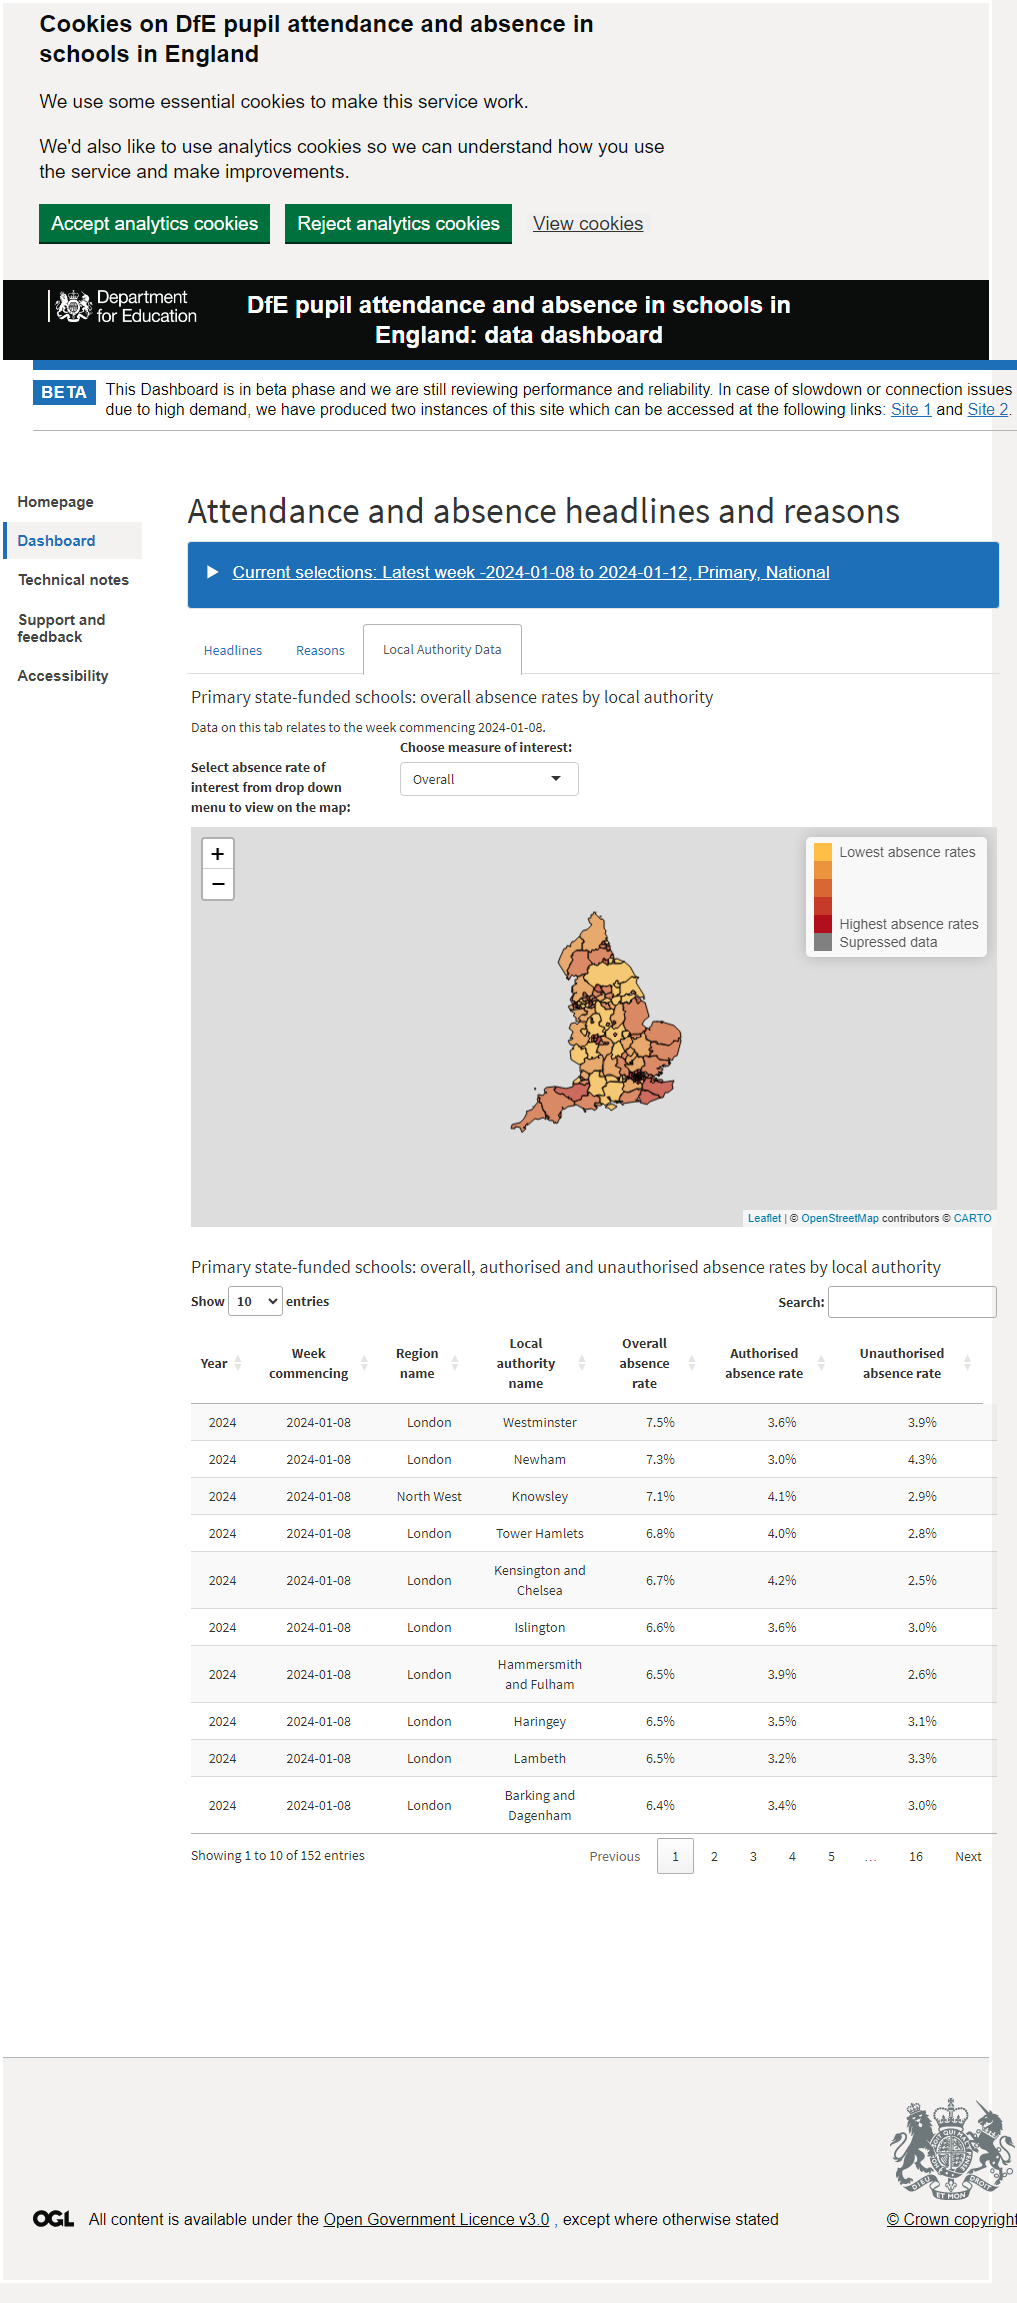 Cookies on DfE pupil attendance and absence in
schools in England
We use some essential cookies to make this service work.
We'd also like to use analytics cookies so we can understand how you use
the service and make improvements.
Accept analytics cookies Reject analytics cookies View cookies
Department
for Education
DfE pupil attendance and absence in schools in
England: data dashboard
BETA This Dashboard is in beta phase and we are still reviewing performance and reliability. In case of slowdown or connection issues
due to high demand, we have produced two instances of this site which can be accessed at the following links: Site 1 and Site 2.
Homepage
Dashboard
Technical notes
Support and
feedback
Accessibility
Attendance and absence headlines and reasons
Current selections: Latest week -2024-01-08 to 2024-01-12, Primary, National
Headlines Reasons Local Authority Data
Primary state-funded schools: overall absence rates by local authority
Data on this tab relates to the week commencing 2024-01-08.
Select absence rate of
interest from drop down
menu to view on the map:
Choose measure of interest:
Overall
+
−
Lowest absence rates
Highest absence rates
Supressed data
Leaflet | © OpenStreetMap contributors © CARTO
Primary state-funded schools: overall, authorised and unauthorised absence rates by local authority
Show 10 entries Search:
Year Week commencing Region name Local authority name Overall absence rate Authorised absence rate Unauthorised absence rate
2024 2024-01-08 London Westminster 7.5% 3.6% 3.9%
2024 2024-01-08 London Newham 7.3% 3.0% 4.3%
2024 2024-01-08 North West Knowsley 7.1% 4.1% 2.9%
2024 2024-01-08 London Tower Hamlets 6.8% 4.0% 2.8%
2024 2024-01-08 London Kensington and Chelsea 6.7% 4.2% 2.5%
2024 2024-01-08 London Islington 6.6% 3.6% 3.0%
2024 2024-01-08 London Hammersmith and Fulham 6.5% 3.9% 2.6%
2024 2024-01-08 London Haringey 6.5% 3.5% 3.1%
2024 2024-01-08 London Lambeth 6.5% 3.2% 3.3%
2024 2024-01-08 London Barking and Dagenham 6.4% 3.4% 3.0%
Showing 1 to 10 of 152 entries Previous 1 2 3 4 5 … 16 Next
DIEU ET MON DROIT
OGL All content is available under the Open Government Licence v3.0 , except where otherwise stated
© Crown copyright